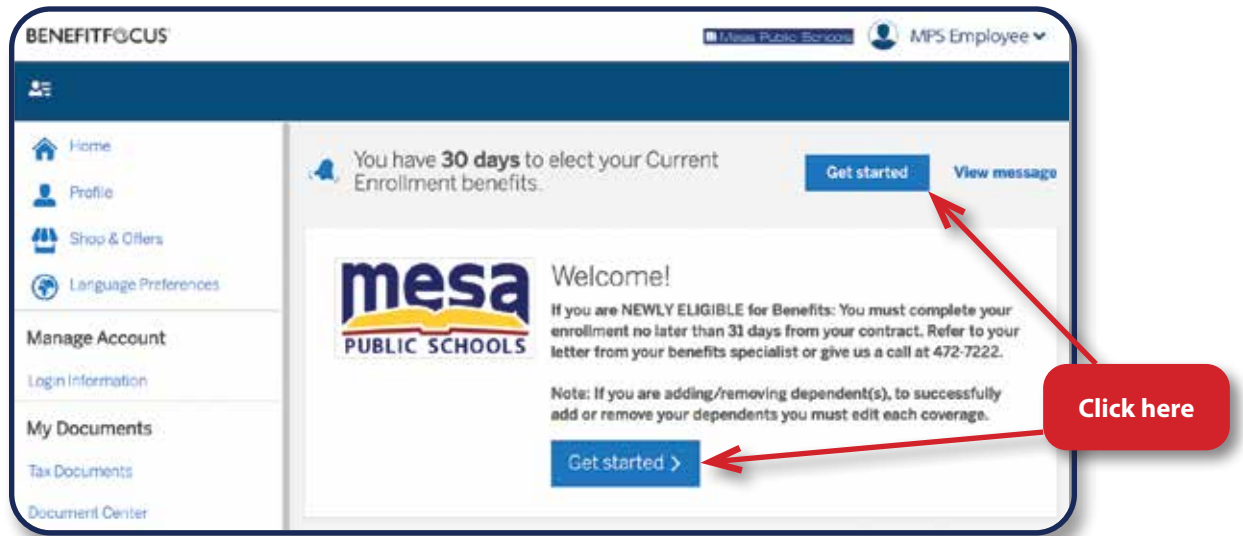 BENEFITFOCUS
Mesa Public Schools
MPS Employee
Home
Profile
Shop & Offers
Language Preferences
Manage Account
Login Information
My Documents
Tax Documents
Document Center
You have 30 days to elect your Current
Enrollment benefits.
Get started
View message
mesa
PUBLIC SCHOOLS
Welcome!
If you are NEWLY ELIGIBLE for Benefits: You must complete your
enrollment no later than 31 days from your contract. Refer to your
letter from your benefits specialist or give us a call at 472-7222.
Note: If you are adding/removing dependent(s), to successfully
add or remove your dependents you must edit each coverage.
Get started >
Click here